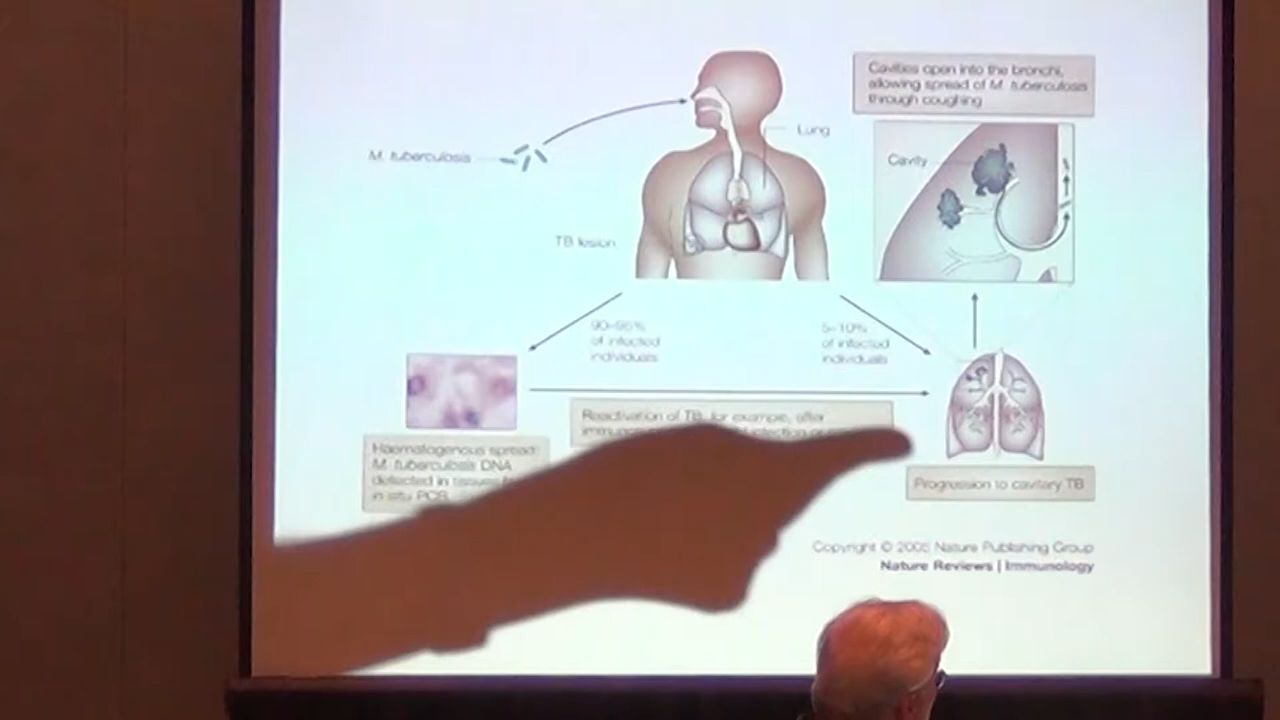 Cavities open into the bronchi,
allowing spread of M. tuberculosis
through coughing
Lung
M. tuberculosis
Cavity
TB lesion
90–95%
of infected
individuals
5–10%
of infected
individuals
Reactivation of TB, for example, after
infection or
Haematogenous spread:
M. tuberculosis DNA
detected in tissues
in situ PCR
Progression to cavitary TB
Copyright © 2005 Nature Publishing Group
Nature Reviews | Immunology